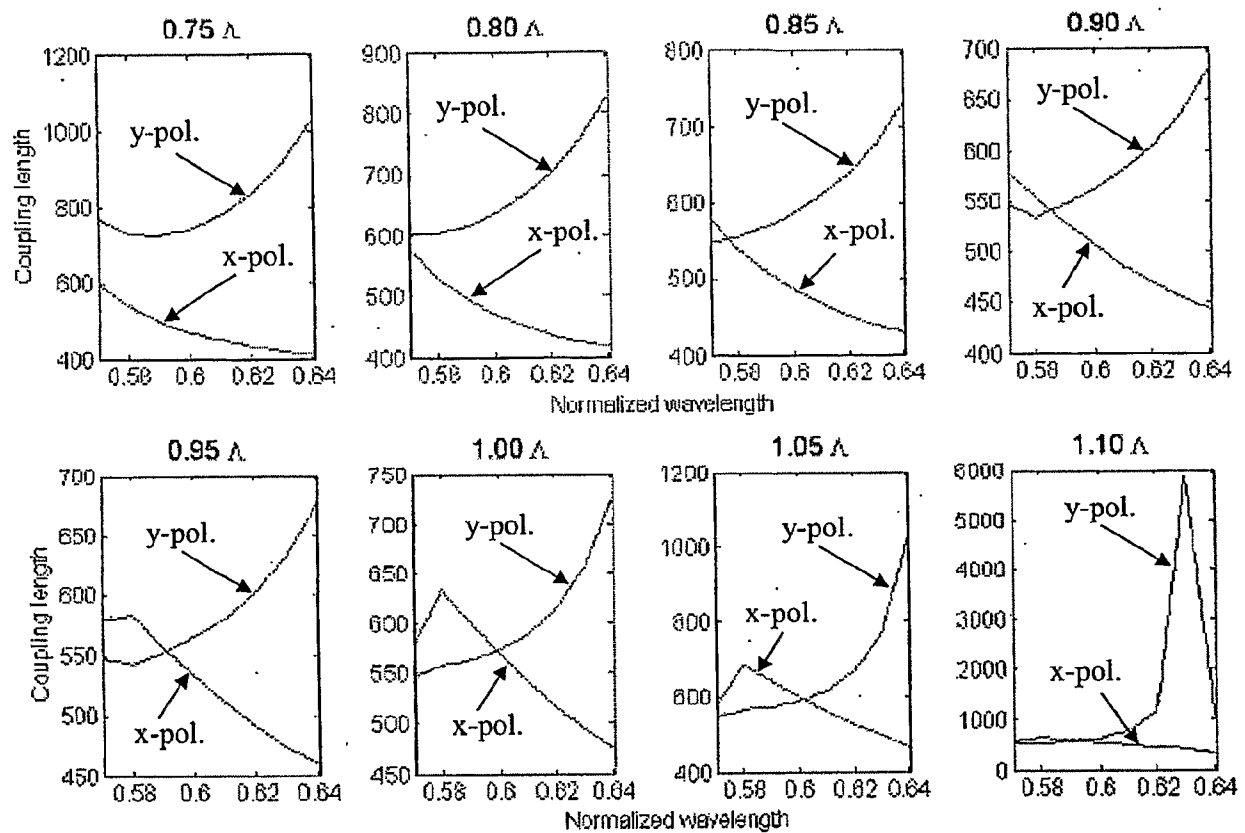 0.75 Λ
0.80 Λ
0.85 Λ
0.90 Λ
1200
1000
800
600
400
Coupling length
y-pol.
x-pol.
0.58 0.6 0.62 0.64
900
800
700
600
500
400
y-pol.
x-pol.
0.58 0.6 0.62 0.64
800
700
600
500
400
y-pol.
x-pol.
0.58 0.6 0.62 0.64
700
650
600
550
500
450
400
y-pol.
x-pol.
0.58 0.6 0.62 0.64
Normalized wavelength
0.95 Λ
1.00 Λ
1.05 Λ
1.10 Λ
700
650
600
550
500
450
Coupling length
y-pol.
x-pol.
0.58 0.6 0.62 0.64
750
700
650
600
550
500
450
y-pol.
x-pol.
0.58 0.6 0.62 0.64
1200
1000
800
600
400
y-pol.
x-pol.
0.58 0.6 0.62 0.64
6000
5000
4000
3000
2000
1000
0
y-pol.
x-pol.
0.58 0.6 0.62 0.64
Normalized wavelength